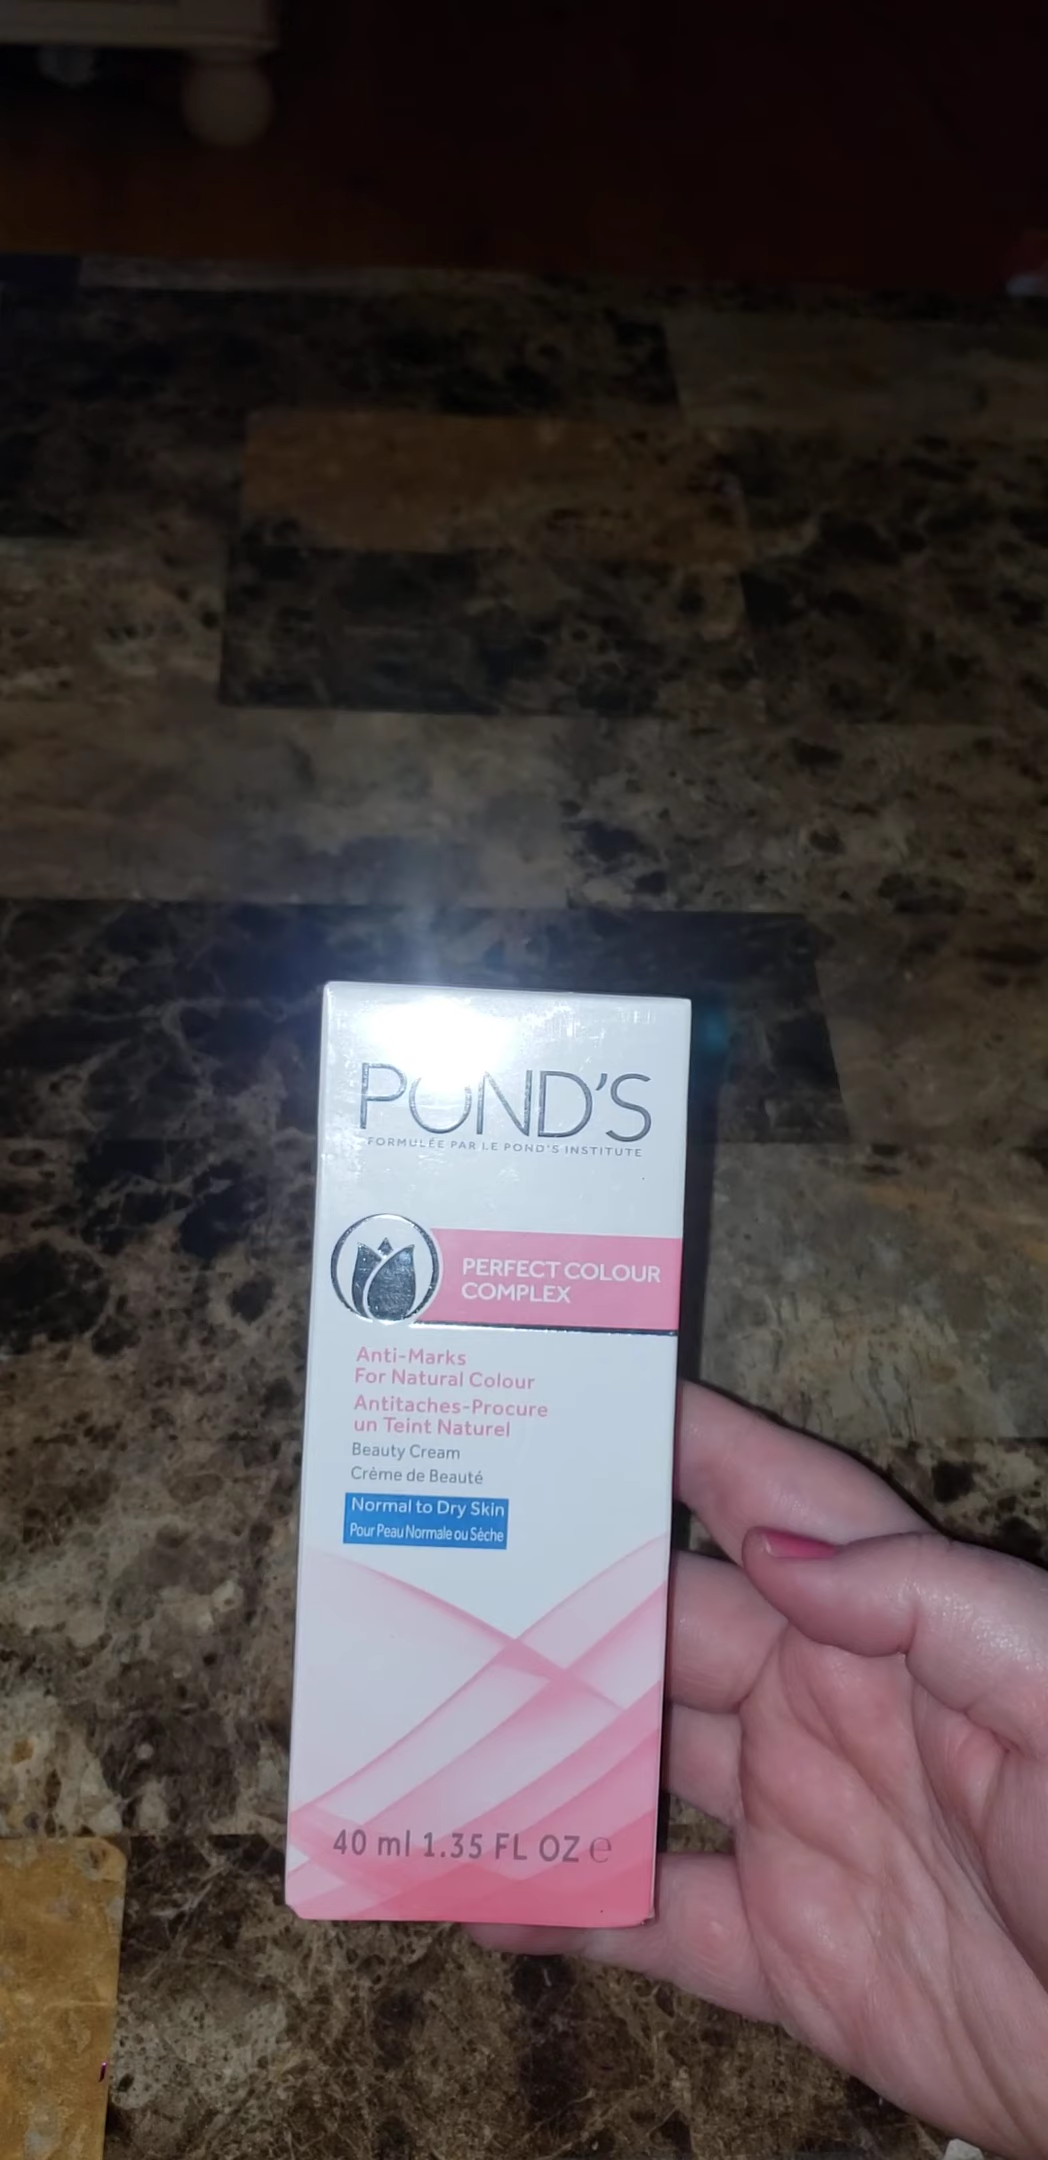 POND'S
FORMULÉE PAR LE POND'S INSTITUTE
PERFECT COLOUR
COMPLEX
Anti-Marks
For Natural Colour
Antitaches-Procure
un Teint Naturel
Beauty Cream
Crème de Beauté
Normal to Dry Skin
Pour Peau Normale ou Sèche
40 ml 1.35 FL OZ ℮